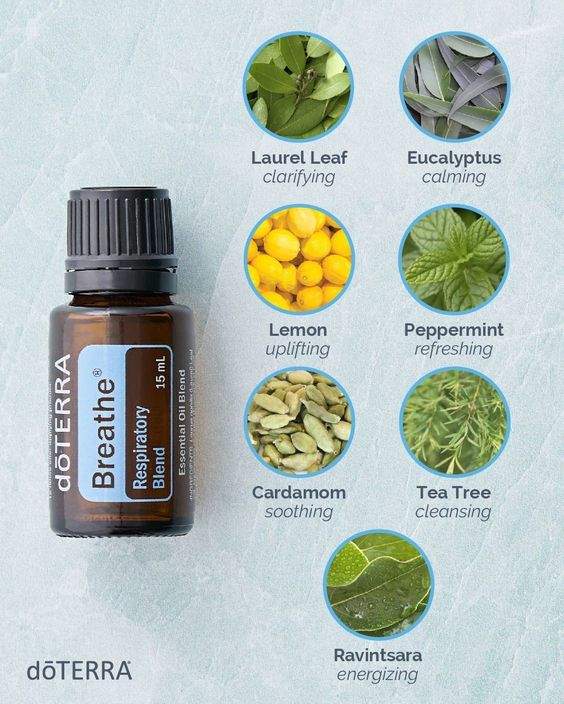 Laurel Leaf
clarifying
Eucalyptus
calming
Lemon
uplifting
Peppermint
refreshing
Cardamom
soothing
Tea Tree
cleansing
Ravintsara
energizing
dōTERRA
Breathe®
15 mL
Respiratory
Blend
Essential Oil Blend
dōTERRA